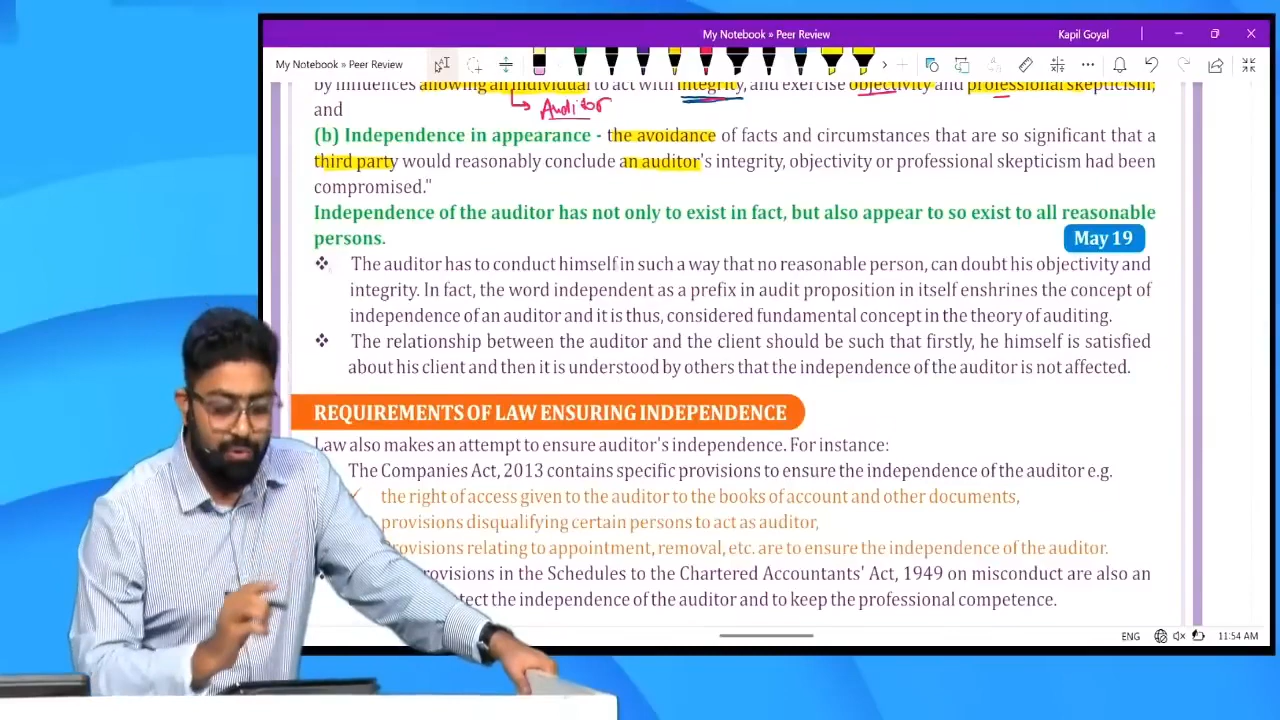 My Notebook » Peer Review
Kapil Goyal
My Notebook » Peer Review
by influences allowing an individual to act with integrity, and exercise objectivity and professional skepticism,
and
Auditor
(b) Independence in appearance - the avoidance of facts and circumstances that are so significant that a
third party would reasonably conclude an auditor's integrity, objectivity or professional skepticism had been
compromised."
Independence of the auditor has not only to exist in fact, but also appear to so exist to all reasonable
persons.
May 19
❖ The auditor has to conduct himself in such a way that no reasonable person, can doubt his objectivity and
integrity. In fact, the word independent as a prefix in audit proposition in itself enshrines the concept of
independence of an auditor and it is thus, considered fundamental concept in the theory of auditing.
❖ The relationship between the auditor and the client should be such that firstly, he himself is satisfied
about his client and then it is understood by others that the independence of the auditor is not affected.
REQUIREMENTS OF LAW ENSURING INDEPENDENCE
Law also makes an attempt to ensure auditor's independence. For instance:
The Companies Act, 2013 contains specific provisions to ensure the independence of the auditor e.g.
✓ the right of access given to the auditor to the books of account and other documents,
provisions disqualifying certain persons to act as auditor,
provisions relating to appointment, removal, etc. are to ensure the independence of the auditor.
rovisions in the Schedules to the Chartered Accountants' Act, 1949 on misconduct are also an
tect the independence of the auditor and to keep the professional competence.
ENG
11:54 AM